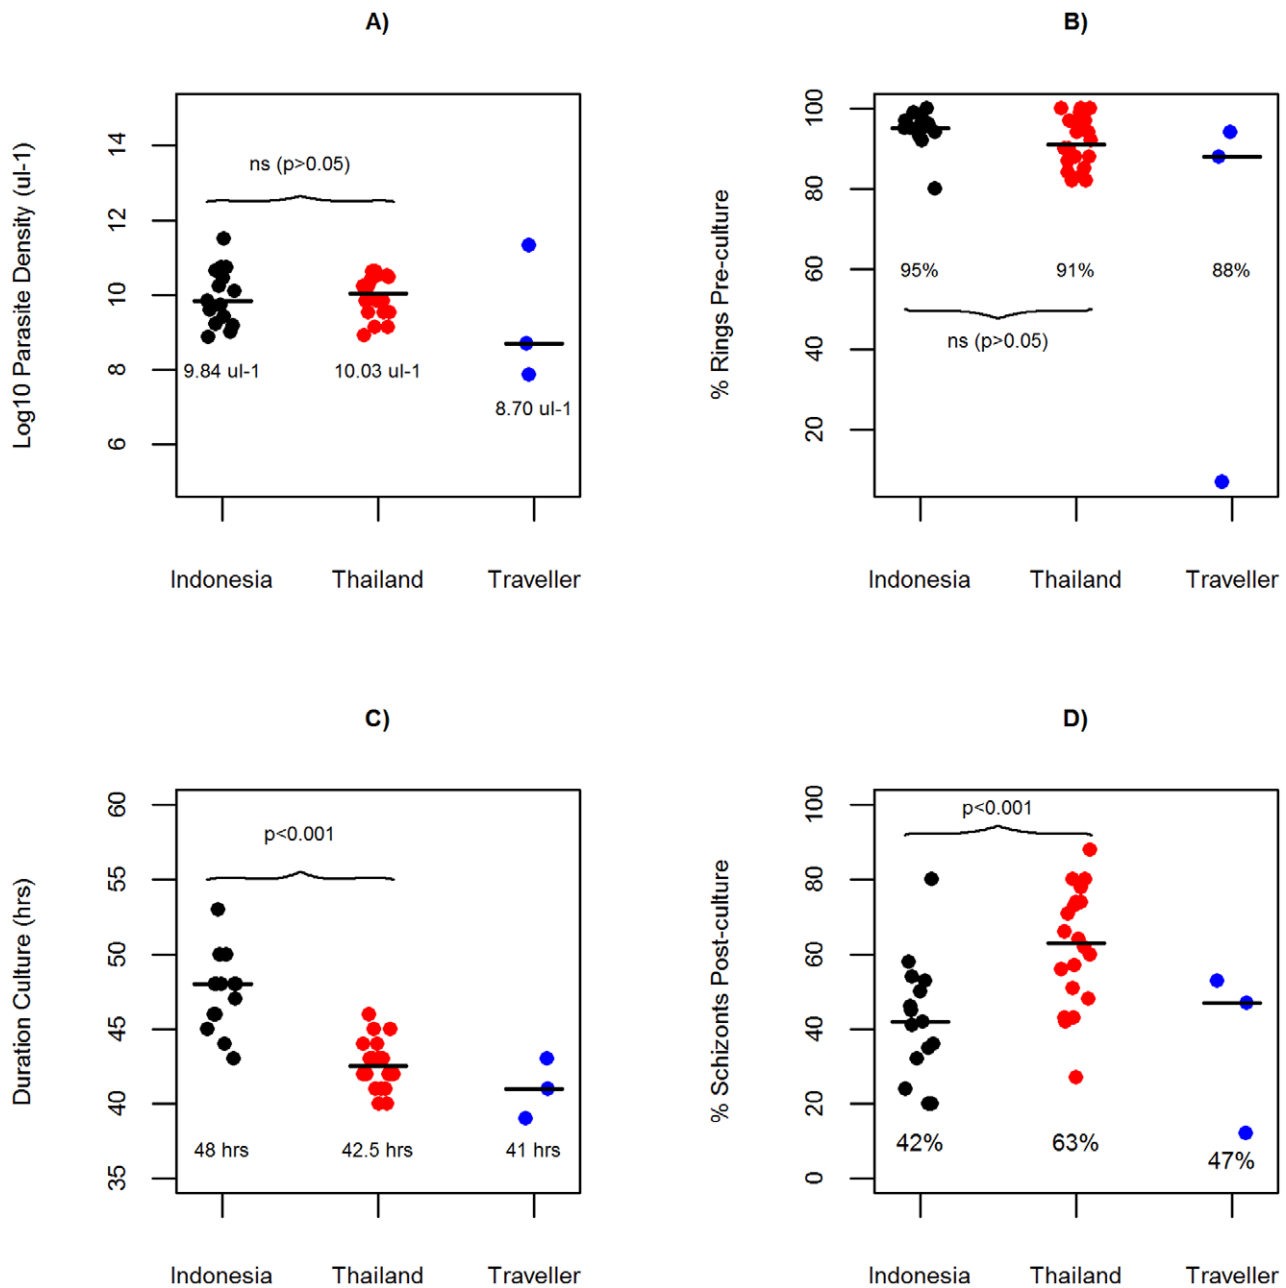 A)
Log10 Parasite Density (ul-1)
14
12
10
8
6
ns (p>0.05)
9.84 ul-1
10.03 ul-1
8.70 ul-1
Indonesia
Thailand
Traveller
B)
% Rings Pre-culture
100
80
60
40
20
95%
91%
88%
ns (p>0.05)
Indonesia
Thailand
Traveller
C)
Duration Culture (hrs)
60
55
50
45
40
35
p<0.001
48 hrs
42.5 hrs
41 hrs
Indonesia
Thailand
Traveller
D)
% Schizonts Post-culture
100
80
60
40
20
0
p<0.001
42%
63%
47%
Indonesia
Thailand
Traveller